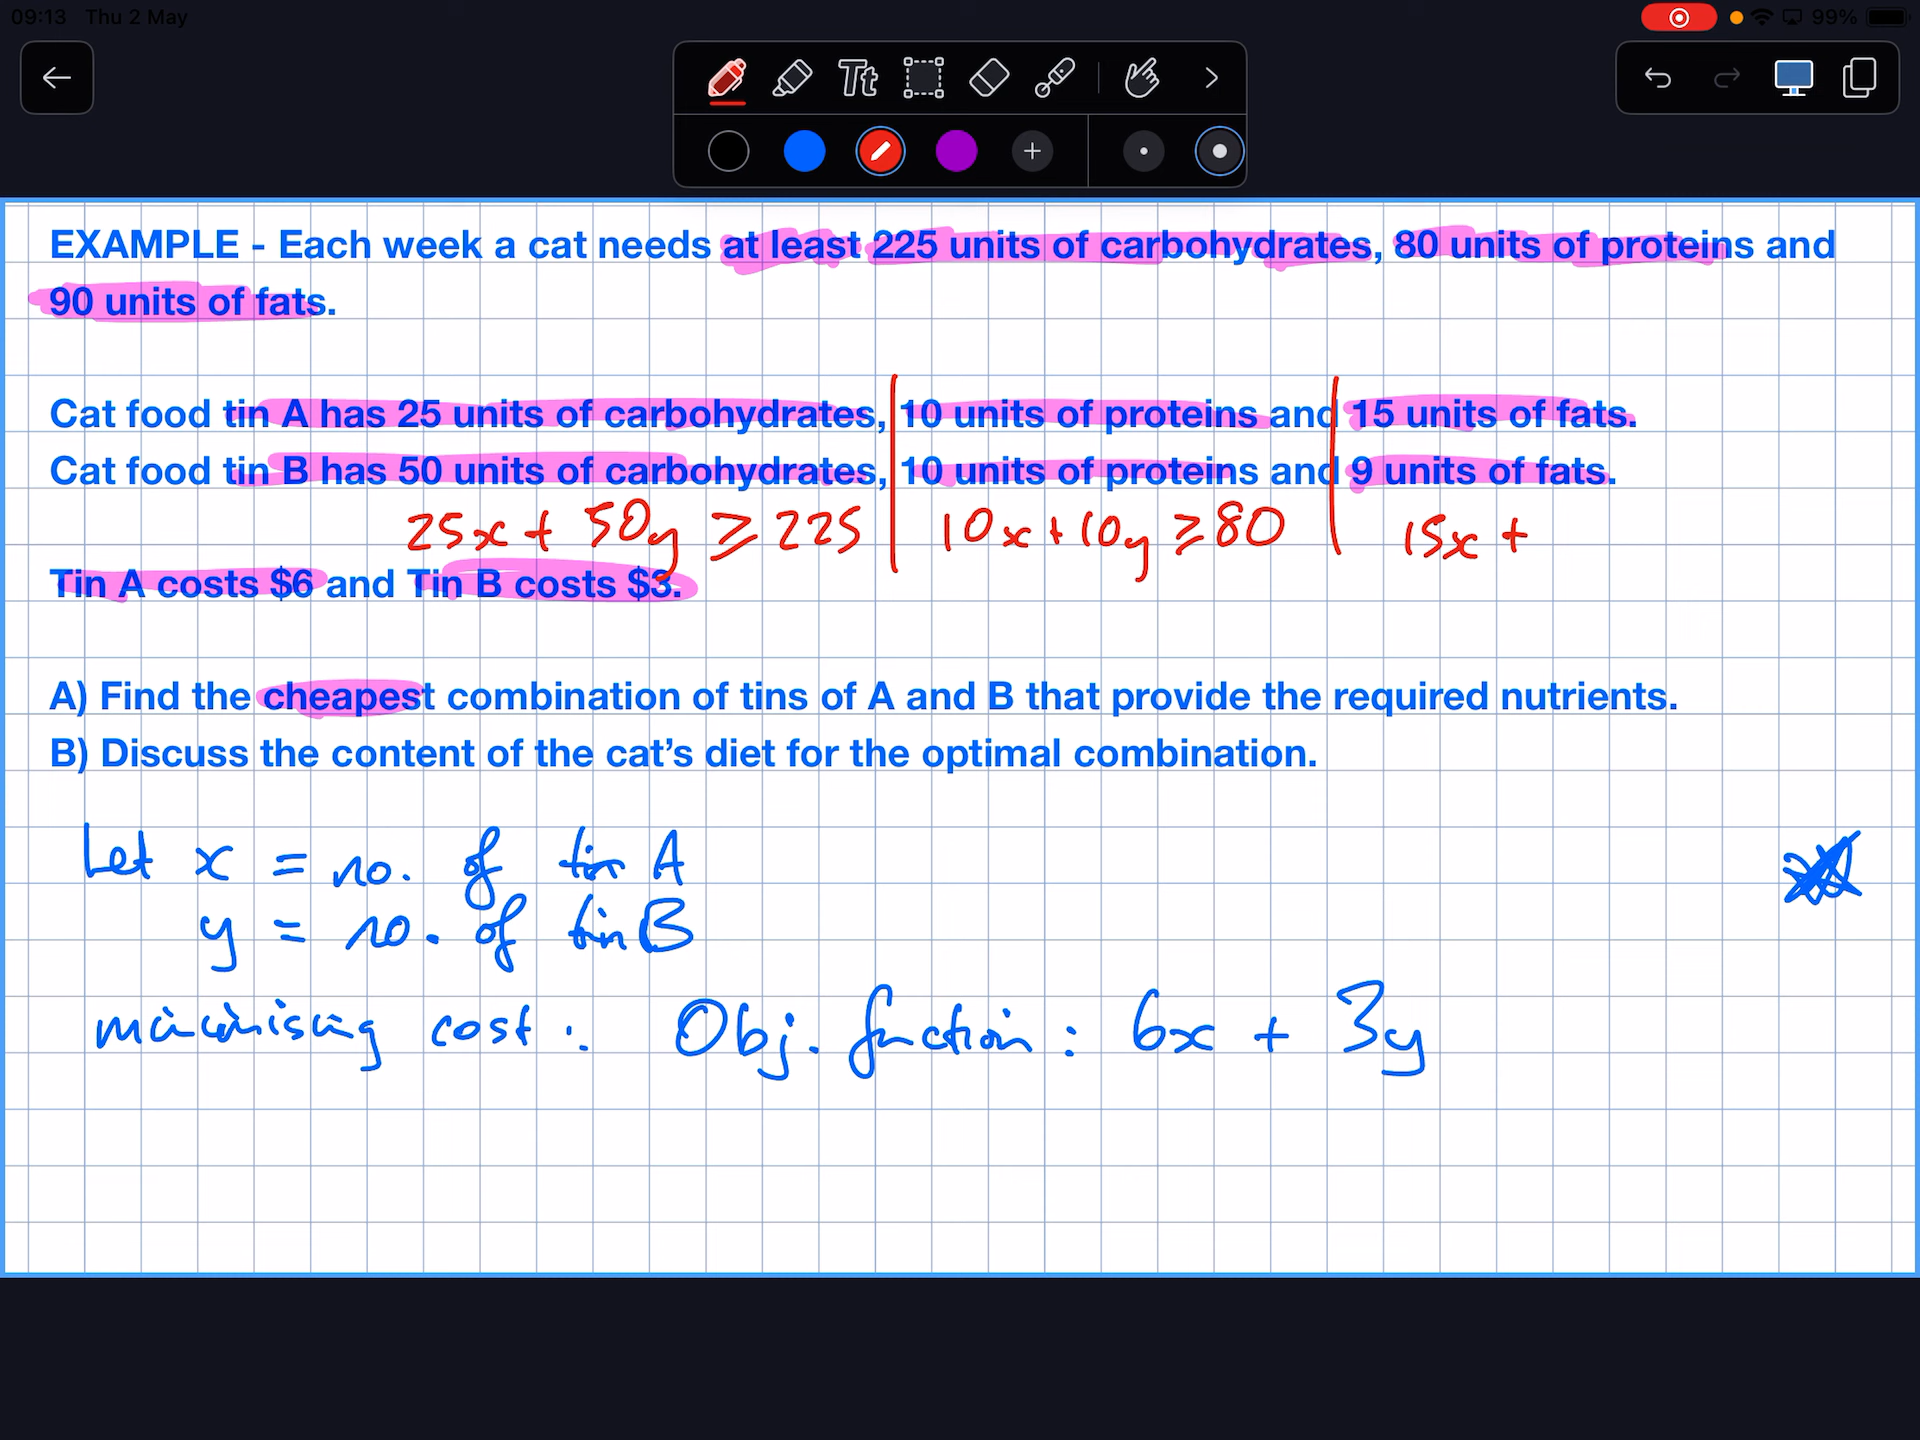 09:13 Thu 2 May
99%
Tt
EXAMPLE - Each week a cat needs at least 225 units of carbohydrates, 80 units of proteins and
90 units of fats.
Cat food tin A has 25 units of carbohydrates, 10 units of proteins and 15 units of fats.
Cat food tin B has 50 units of carbohydrates, 10 units of proteins and 9 units of fats.
25x + 50y ≥ 225 10x + 10y ≥ 80 15x +
Tin A costs $6 and Tin B costs $3.
A) Find the cheapest combination of tins of A and B that provide the required nutrients.
B) Discuss the content of the cat's diet for the optimal combination.
Let x = no. of tin A
y = no. of tin B
minimising cost ∴ Obj. function : 6x + 3y